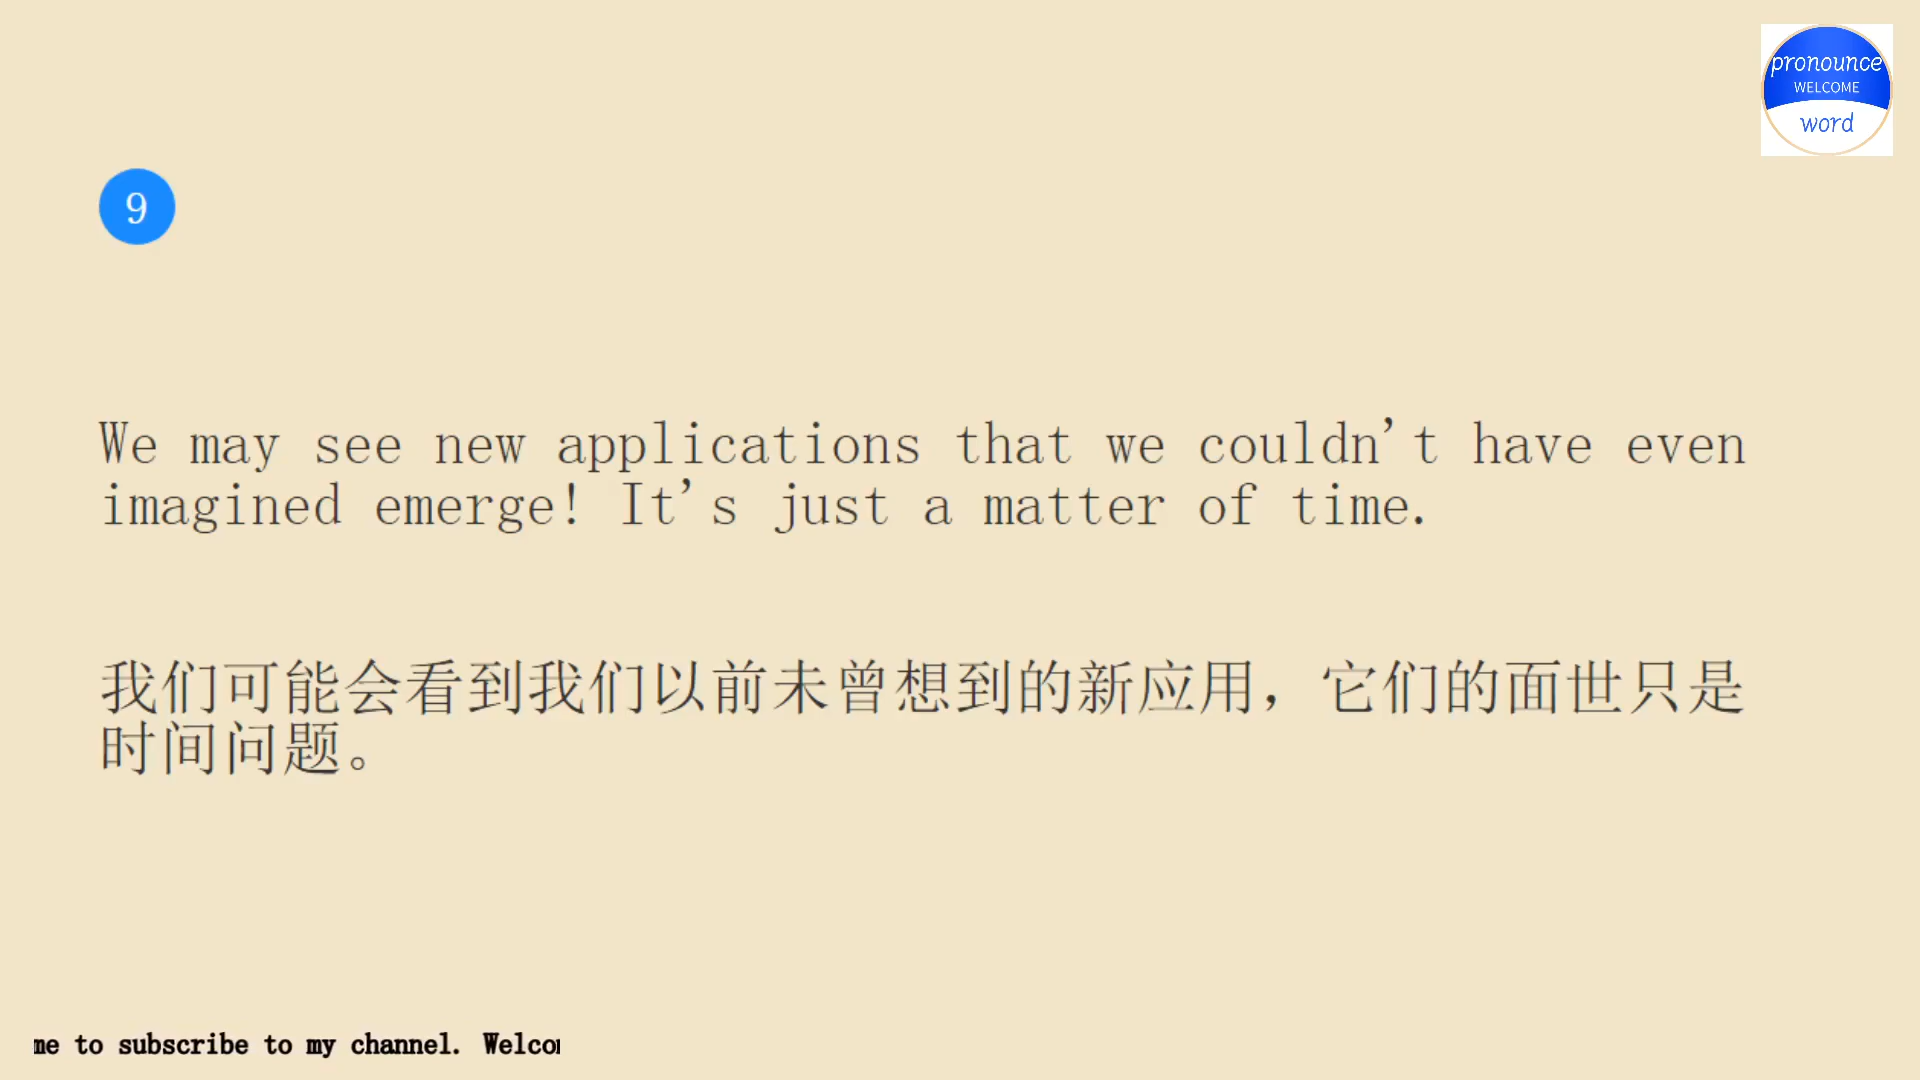 pronounce
WELCOME
word
9
We may see new applications that we couldn't have even
imagined emerge! It's just a matter of time.
我们可能会看到我们以前未曾想到的新应用，它们的面世只是
时间问题。
me to subscribe to my channel. Welco